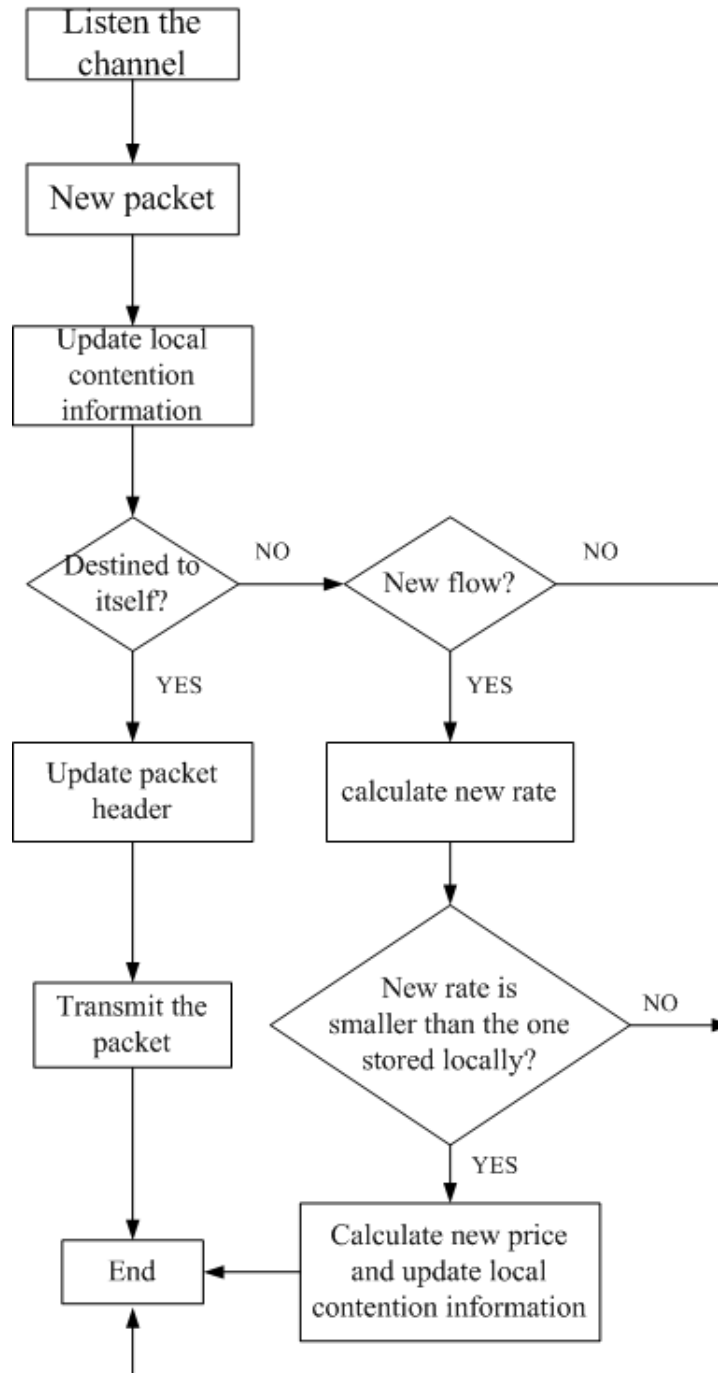 Listen the
channel
New packet
Update local
contention
information
Destined to
itself?
NO
New flow?
NO
YES
YES
Update packet
header
calculate new rate
Transmit the
packet
New rate is
smaller than the one
stored locally?
NO
YES
End
Calculate new price
and update local
contention information